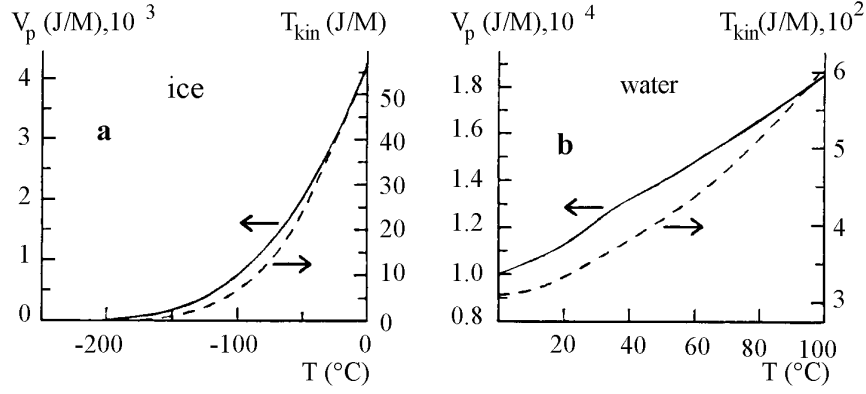 V_p (J/M),10^3 T_kin (J/M)
4
3
2
1
0
50
40
30
20
10
0
ice
a
-200 -100 0
T (°C)
V_p (J/M),10^4 T_kin(J/M),10^2
1.8
1.6
1.4
1.2
1.0
0.8
6
5
4
3
water
b
20 40 60 80 100
T (°C)